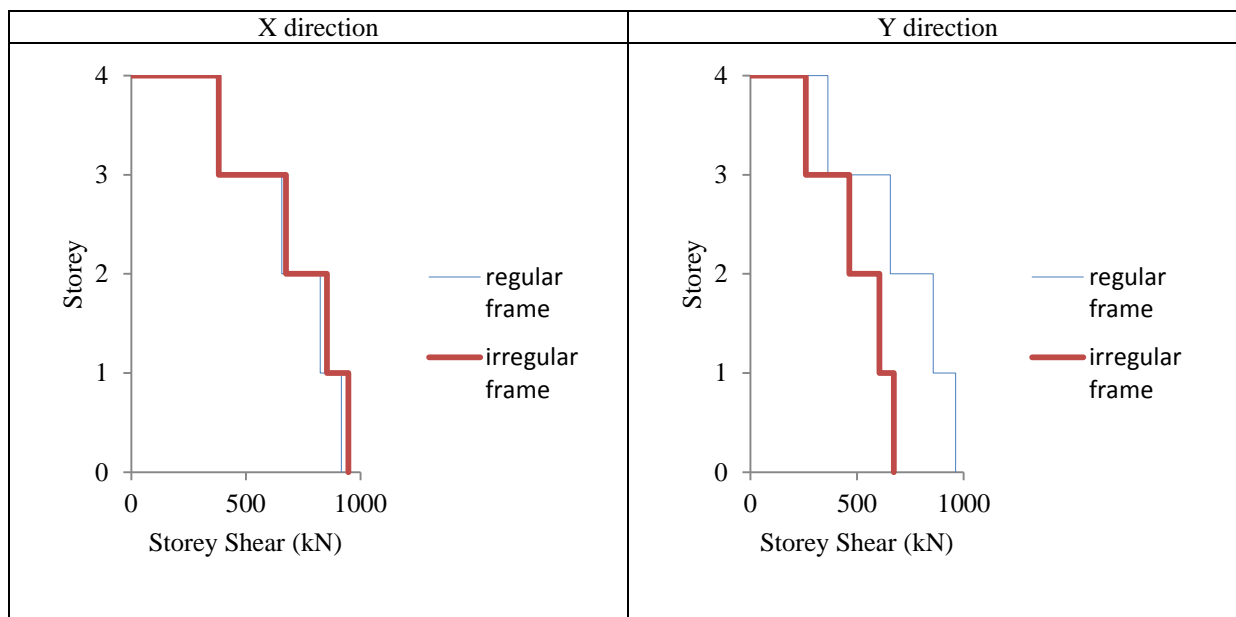 X direction
Y direction
4
3
2
1
0
Storey
0 500 1000
Storey Shear (kN)
regular
frame
irregular
frame
4
3
2
1
0
Storey
0 500 1000
Storey Shear (kN)
regular
frame
irregular
frame